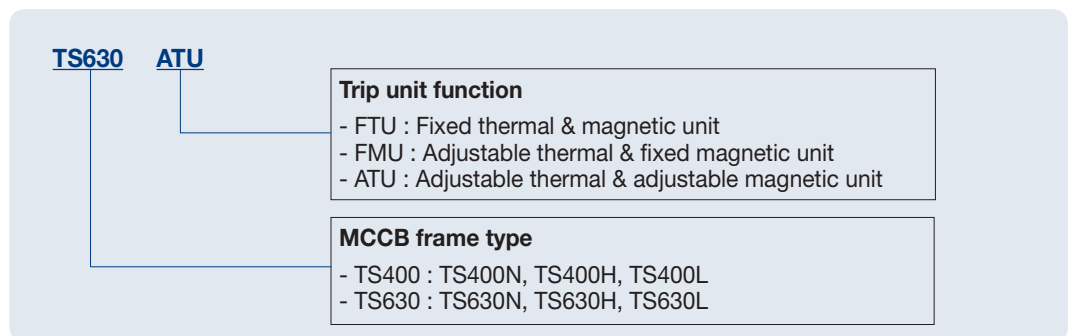 TS630 ATU
Trip unit function
- FTU : Fixed thermal & magnetic unit
- FMU : Adjustable thermal & fixed magnetic unit
- ATU : Adjustable thermal & adjustable magnetic unit
MCCB frame type
- TS400 : TS400N, TS400H, TS400L
- TS630 : TS630N, TS630H, TS630L